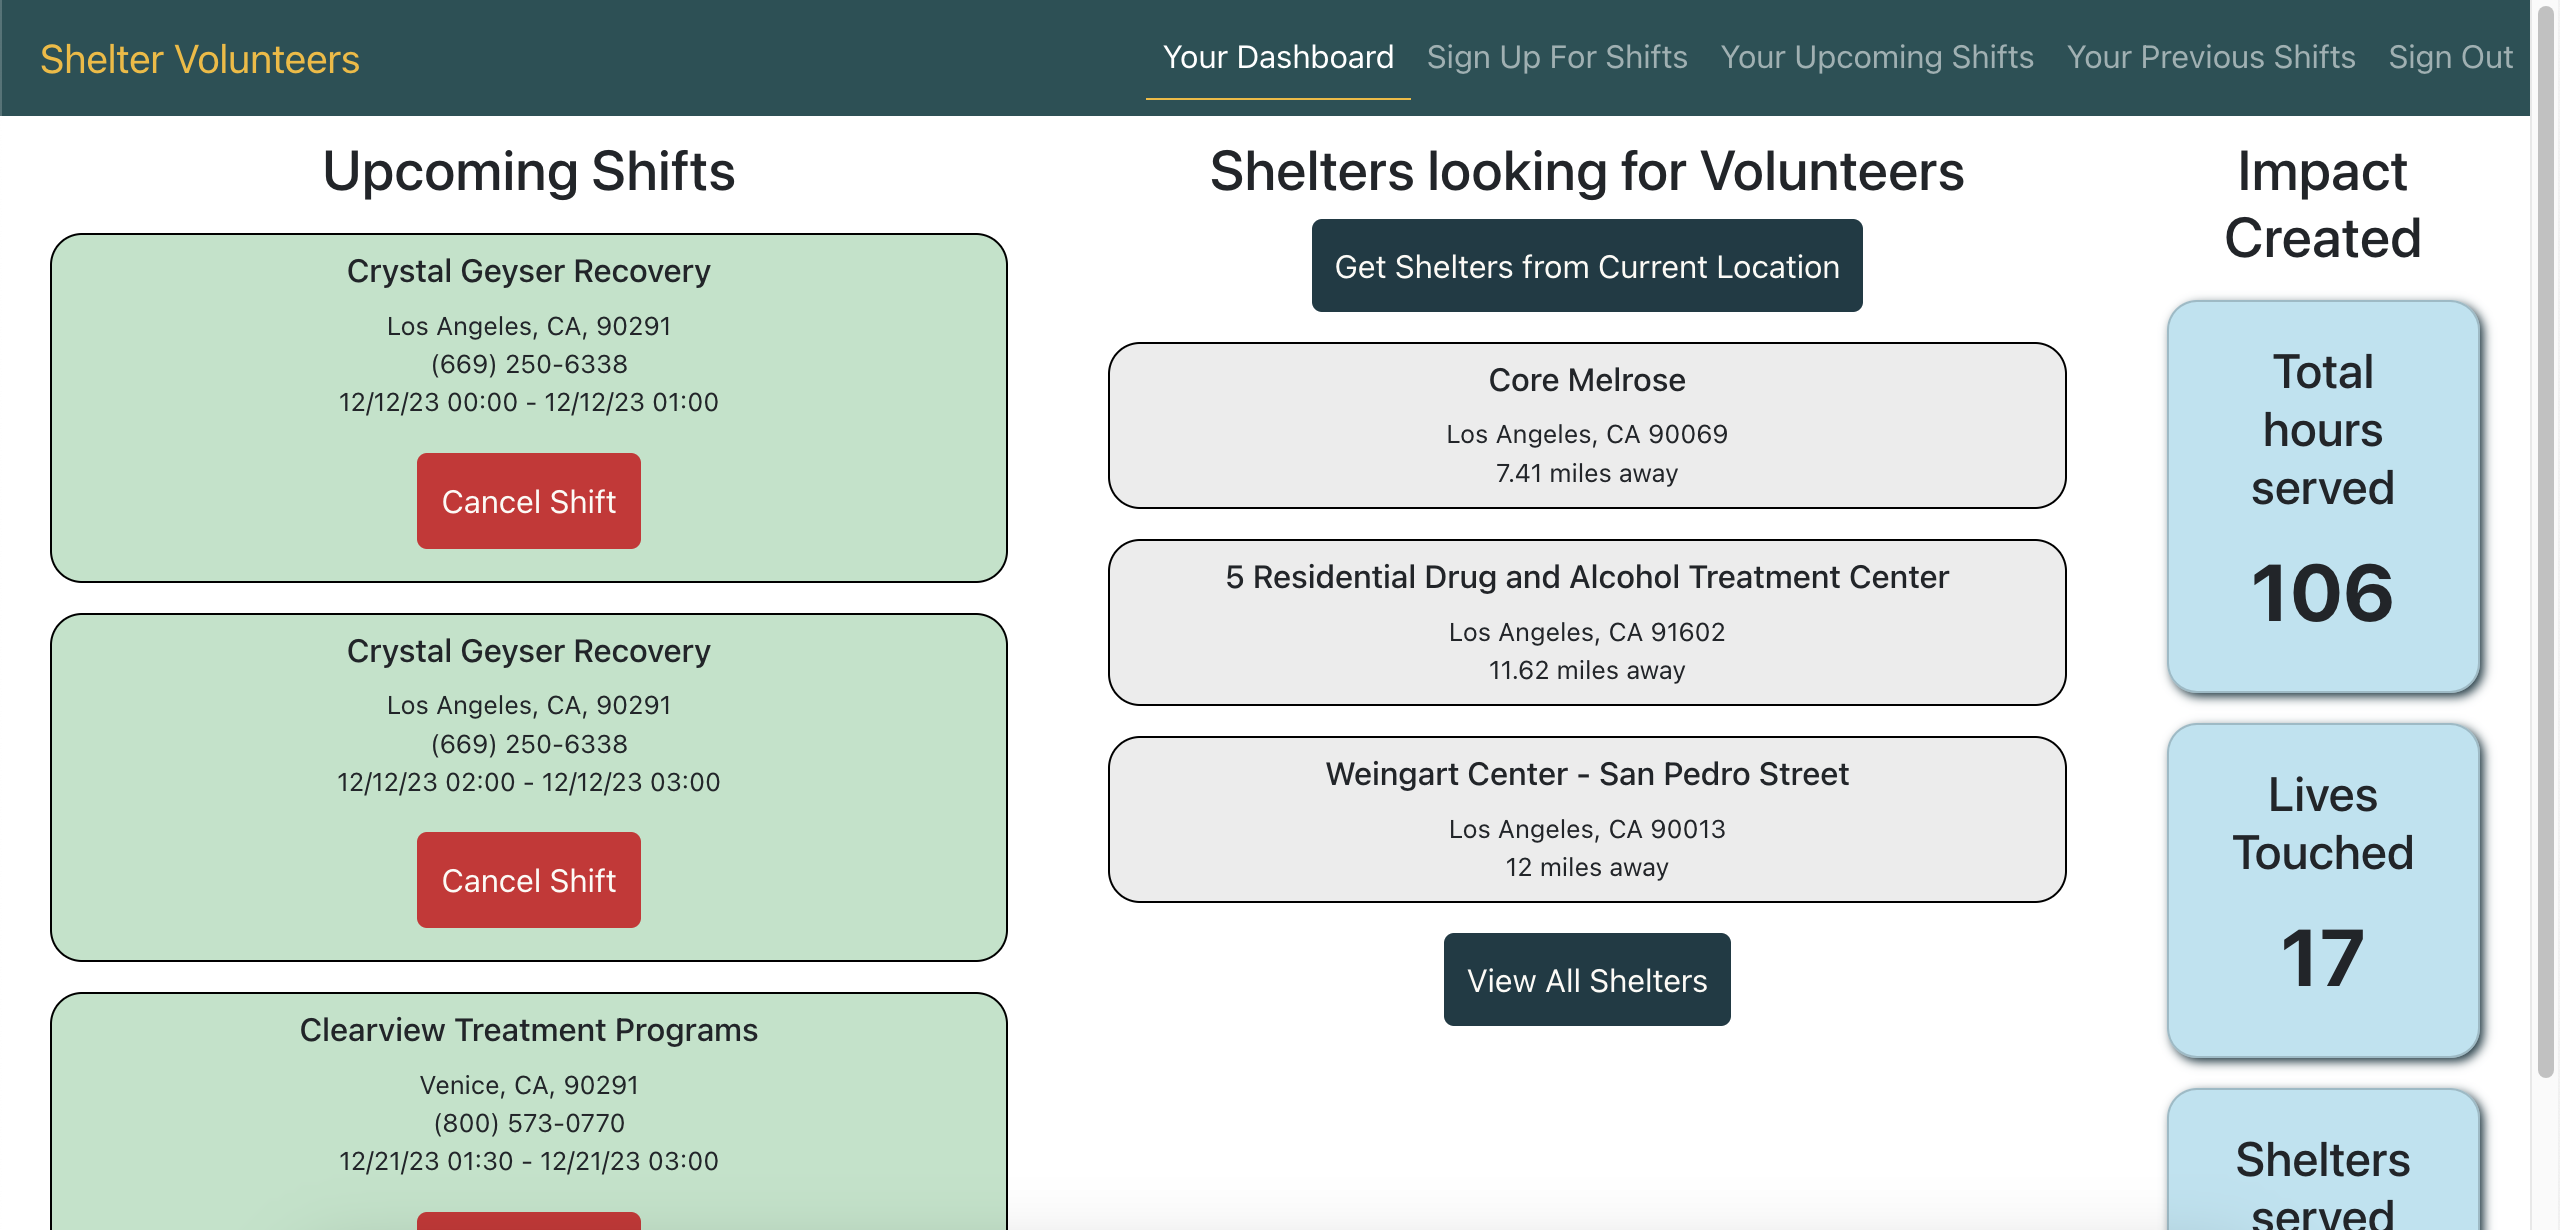 Shelter Volunteers
Your Dashboard
Sign Up For Shifts
Your Upcoming Shifts
Your Previous Shifts
Sign Out
Upcoming Shifts
Crystal Geyser Recovery
Los Angeles, CA, 90291
(669) 250-6338
12/12/23 00:00 - 12/12/23 01:00
Cancel Shift
Crystal Geyser Recovery
Los Angeles, CA, 90291
(669) 250-6338
12/12/23 02:00 - 12/12/23 03:00
Cancel Shift
Clearview Treatment Programs
Venice, CA, 90291
(800) 573-0770
12/21/23 01:30 - 12/21/23 03:00
Shelters looking for Volunteers
Get Shelters from Current Location
Core Melrose
Los Angeles, CA 90069
7.41 miles away
5 Residential Drug and Alcohol Treatment Center
Los Angeles, CA 91602
11.62 miles away
Weingart Center - San Pedro Street
Los Angeles, CA 90013
12 miles away
View All Shelters
Impact
Created
Total
hours
served
106
Lives
Touched
17
Shelters
served